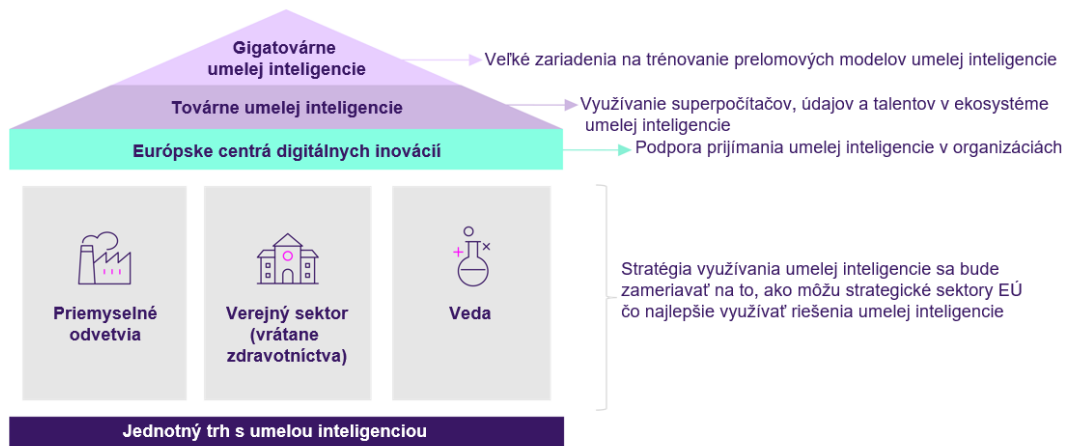 Gigatovárne
umelej inteligencie
Veľké zariadenia na trénovanie prelomových modelov umelej inteligencie
Továrne umelej inteligencie
Využívanie superpočítačov, údajov a talentov v ekosystéme
umelej inteligencie
Európske centrá digitálnych inovácií
Podpora prijímania umelej inteligencie v organizáciách
Priemyselné
odvetvia
Verejný sektor
(vrátane
zdravotníctva)
Veda
Stratégia využívania umelej inteligencie sa bude
zameriavať na to, ako môžu strategické sektory EÚ
čo najlepšie využívať riešenia umelej inteligencie
Jednotný trh s umelou inteligenciou